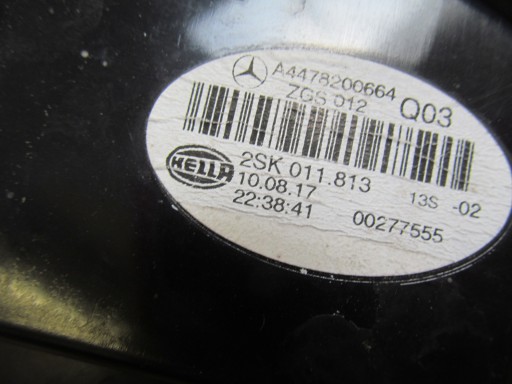 A4478200664
ZGS 012 Q03
HELLA 2SK 011.813
10.08.17 13S -02
22:38:41 00277555